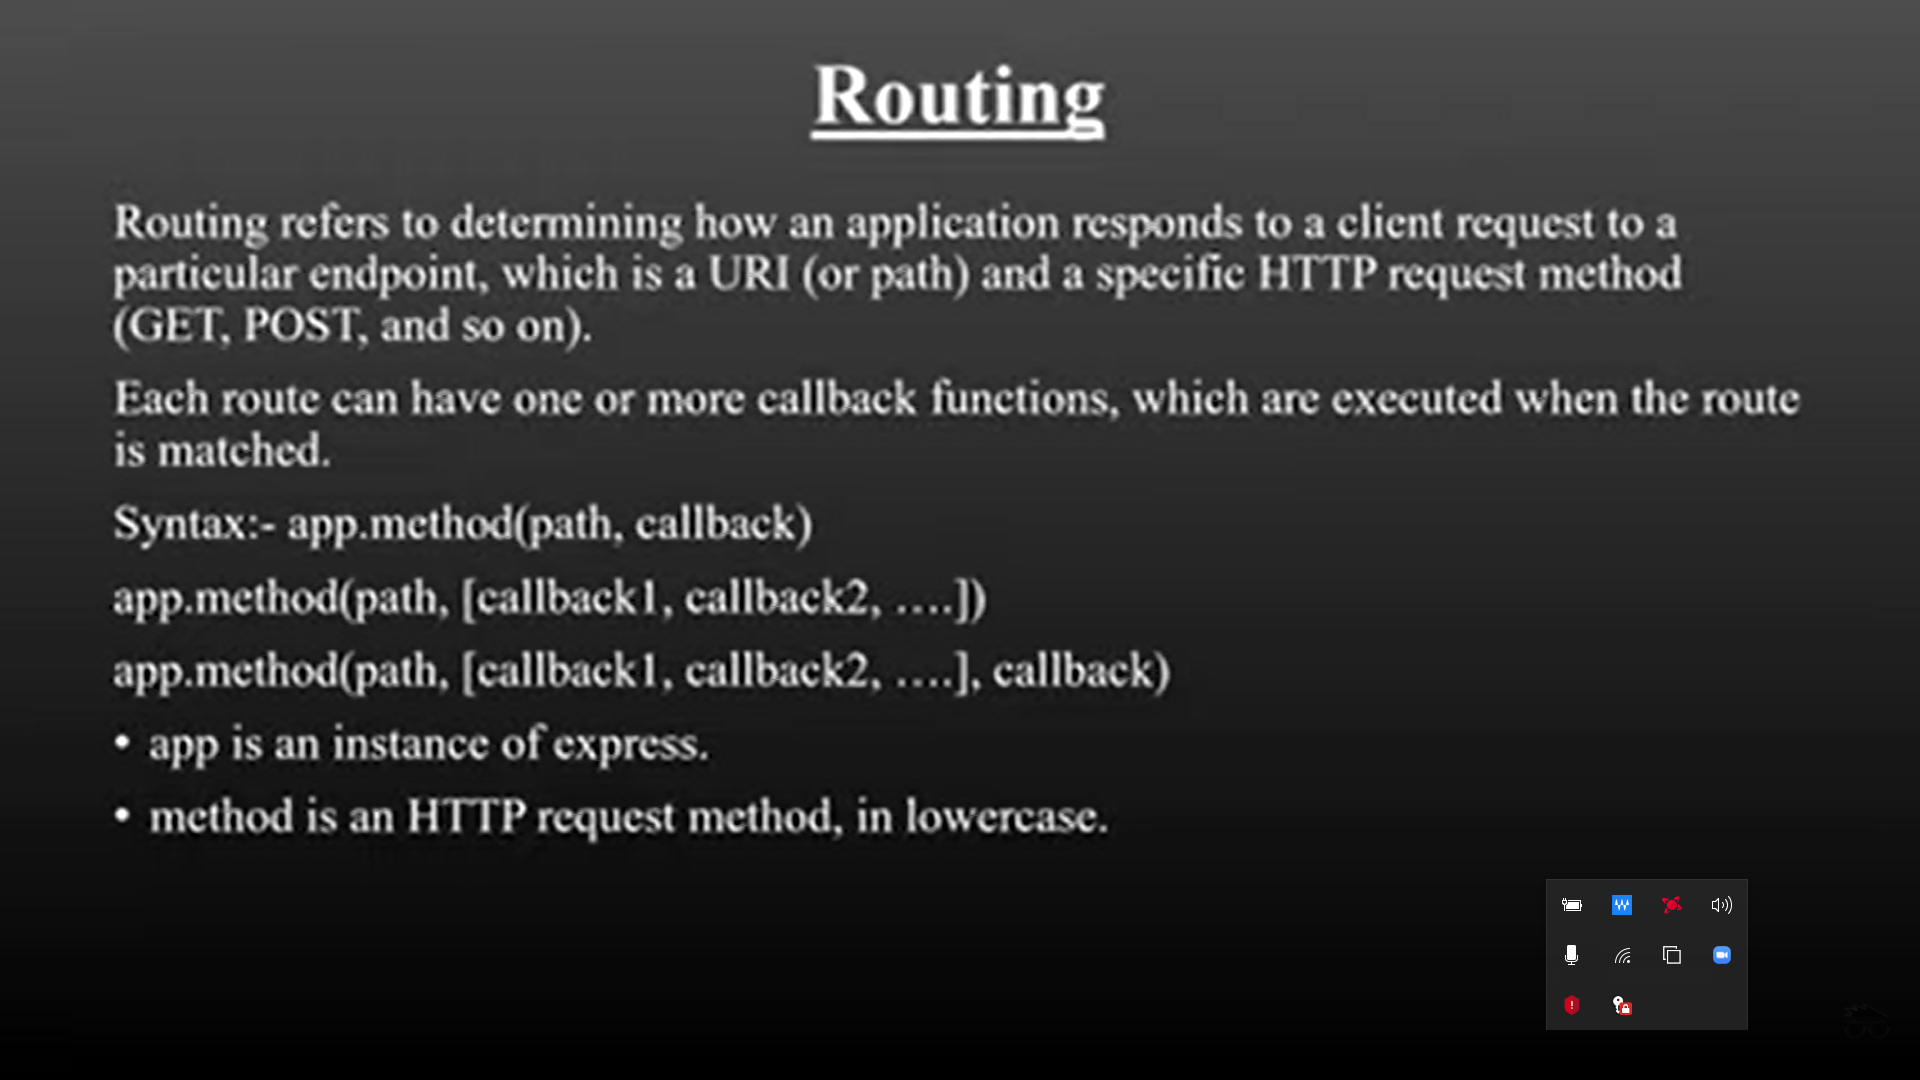 Routing
Routing refers to determining how an application responds to a client request to a
particular endpoint, which is a URI (or path) and a specific HTTP request method
(GET, POST, and so on).
Each route can have one or more callback functions, which are executed when the route
is matched.
Syntax:- app.method(path, callback)
app.method(path, [callback1, callback2, ….])
app.method(path, [callback1, callback2, ….], callback)
• app is an instance of express.
• method is an HTTP request method, in lowercase.